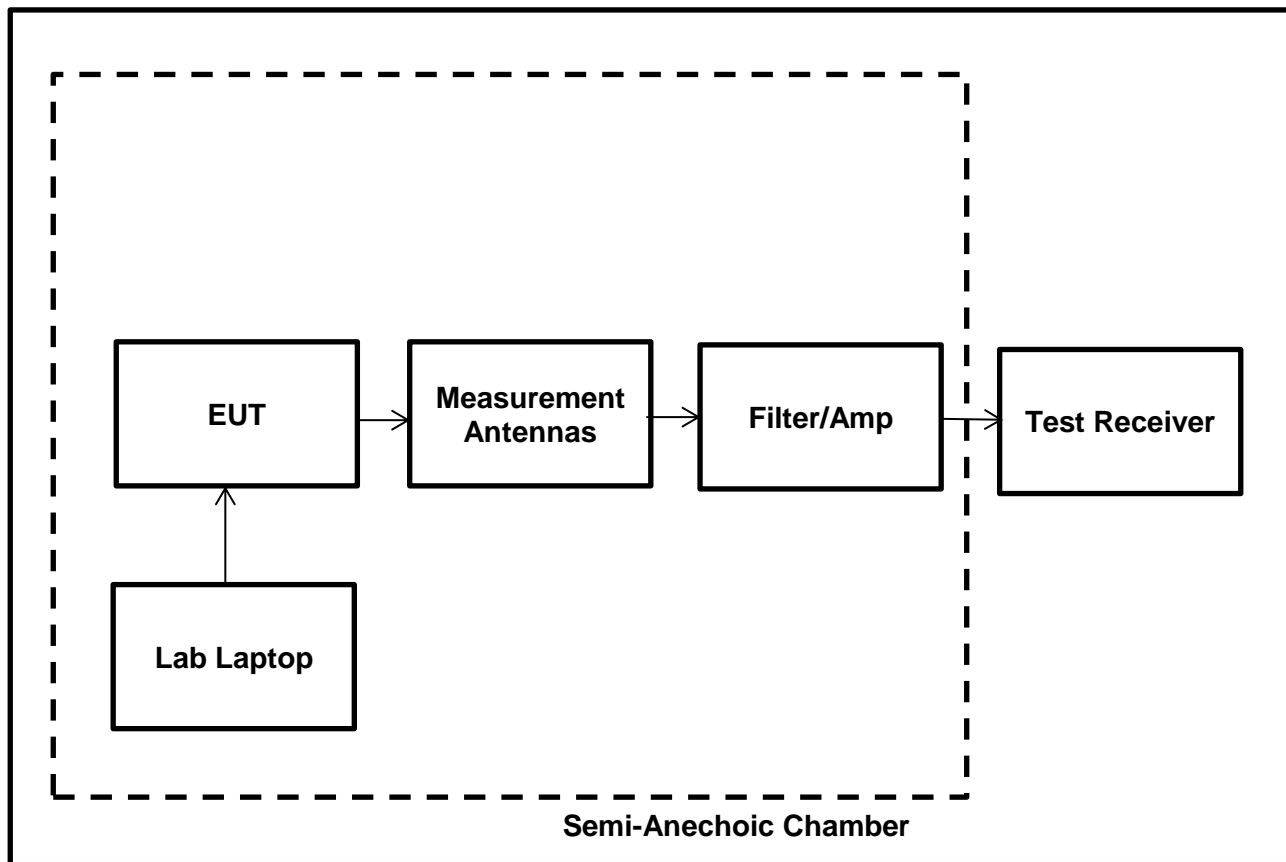 EUT
Measurement
Antennas
Filter/Amp
Test Receiver
Lab Laptop
Semi-Anechoic Chamber